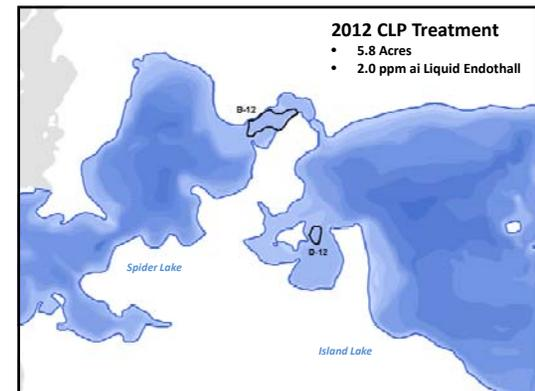 2012 CLP Treatment
• 5.8 Acres
• 2.0 ppm ai Liquid Endothall
B-12
D-12
Spider Lake
Island Lake